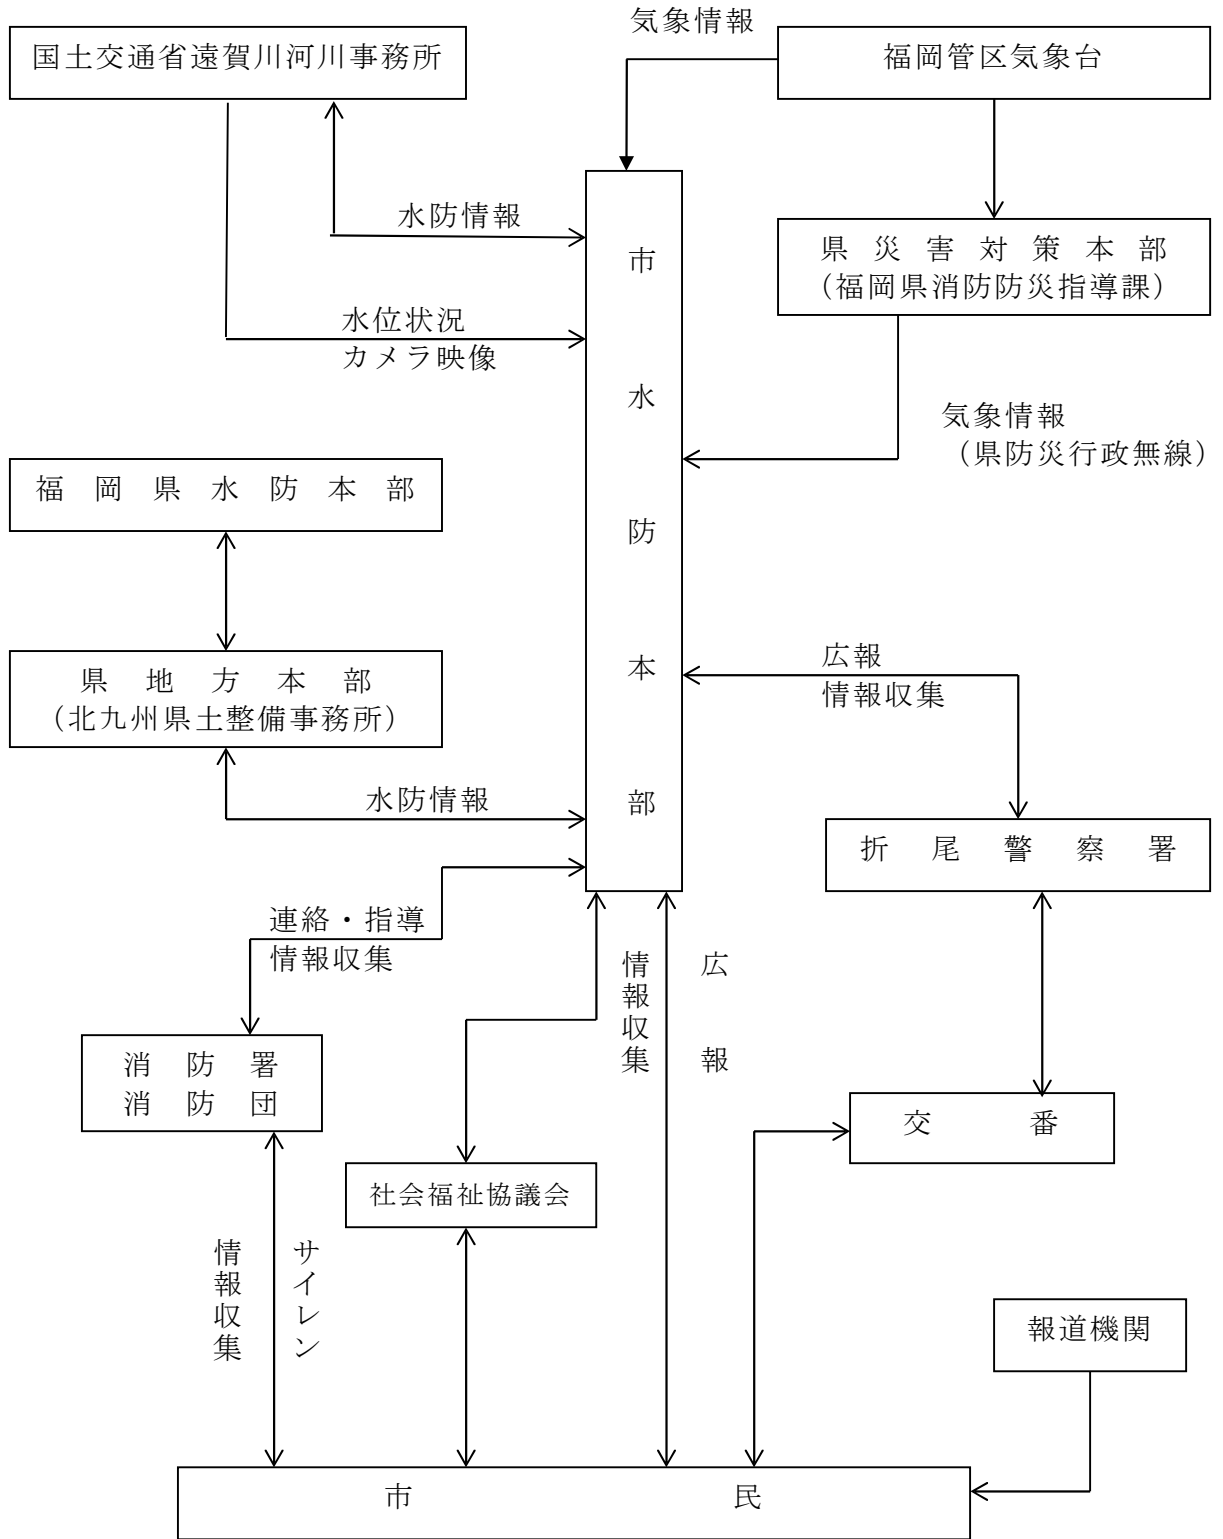 気象情報
国土交通省遠賀川河川事務所
福岡管区気象台
水防情報
県災害対策本部
（福岡県消防防災指導課）
市水防本部
水位状況
カメラ映像
気象情報
（県防災行政無線）
福岡県水防本部
県地方本部
（北九州県土整備事務所）
広報
情報収集
水防情報
折尾警察署
連絡・指導
情報収集
情報収集
広報
消防署
消防団
交番
社会福祉協議会
情報収集
サイレン
報道機関
市民